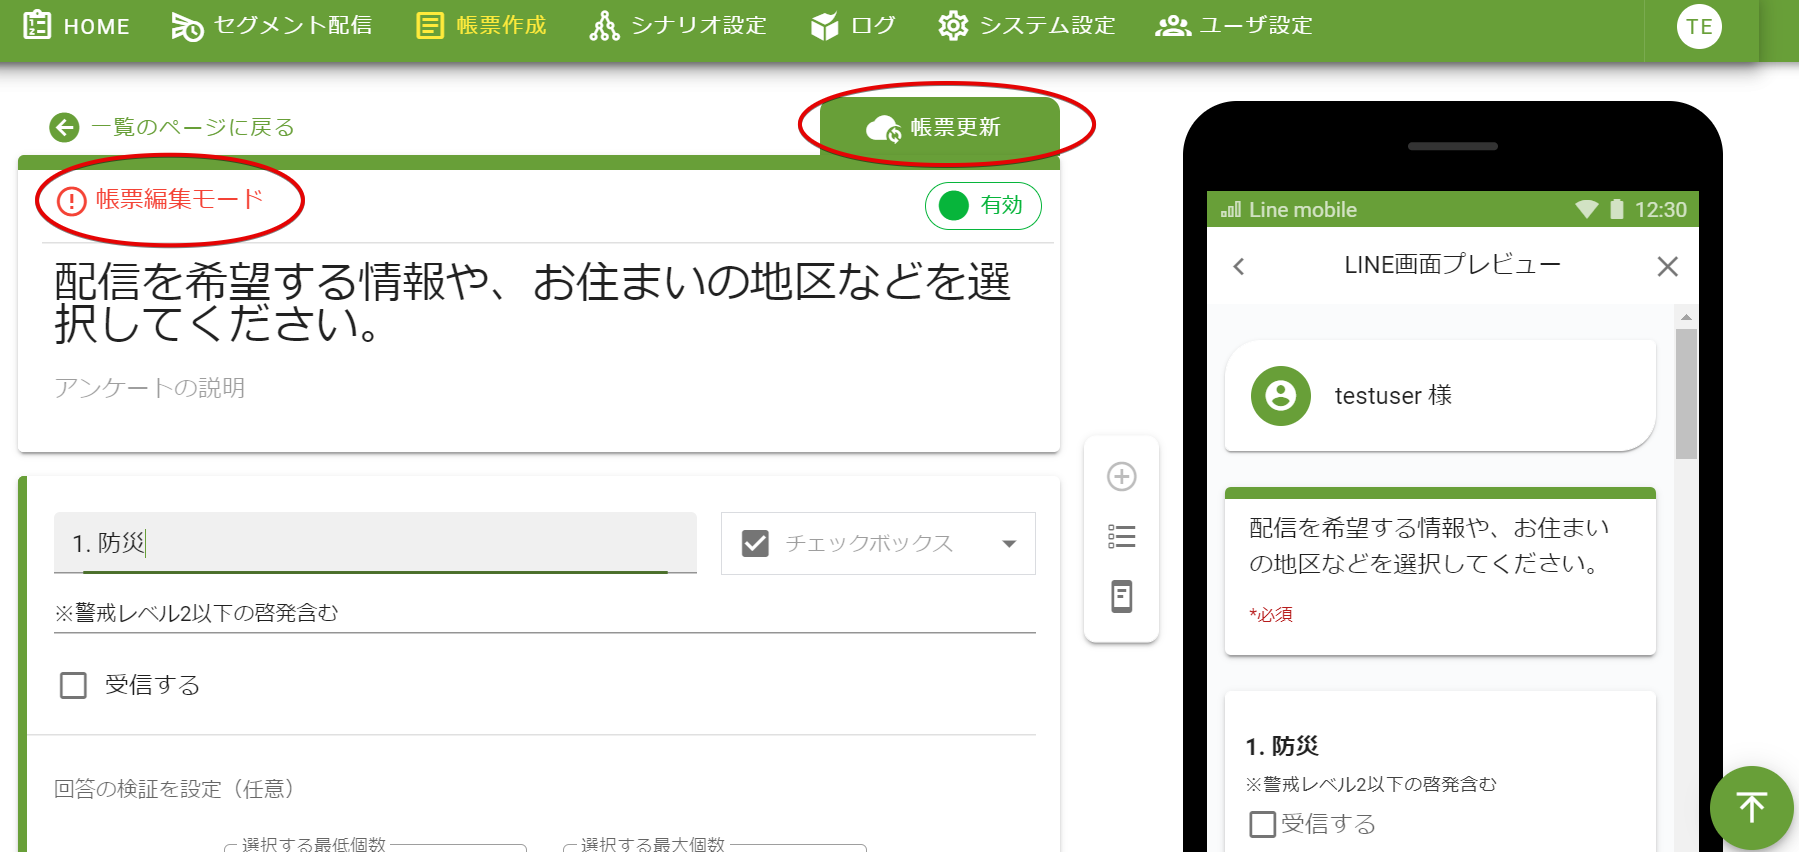 HOME セグメント配信 帳票作成 シナリオ設定 ログ システム設定 ユーザ設定 TE
一覧のページに戻る
帳票更新
帳票編集モード
有効
配信を希望する情報や、お住まいの地区などを選
択してください。
アンケートの説明
1. 防災
チェックボックス
※警戒レベル2以下の啓発含む
受信する
回答の検証を設定（任意）
選択する最低個数
選択する最大個数
Line mobile 12:30
LINE画面プレビュー
testuser 様
配信を希望する情報や、お住まい
の地区などを選択してください。
*必須
1. 防災
※警戒レベル2以下の啓発含む
受信する